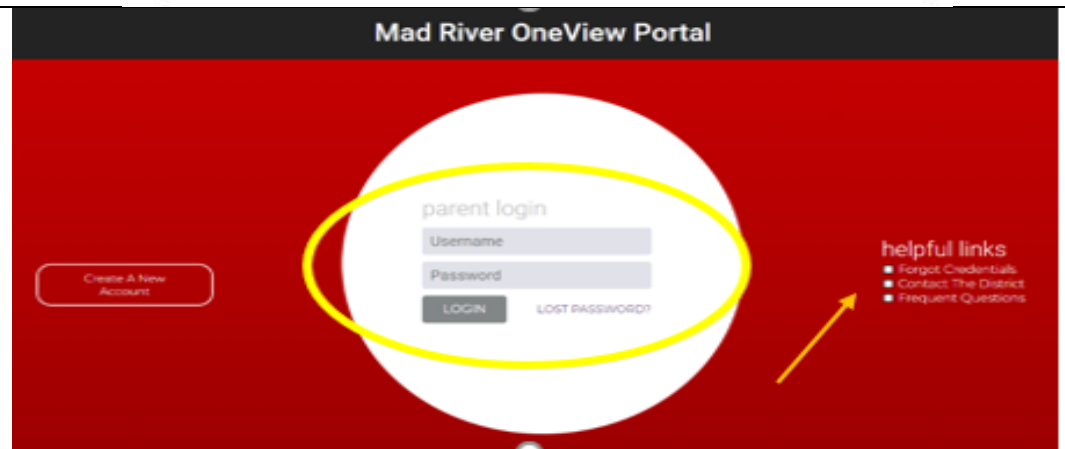 Mad River OneView Portal
parent login
Username
Password
LOGIN LOST PASSWORD?
Create A New
Account
helpful links
Forgot Credentials
Contact The District
Frequent Questions